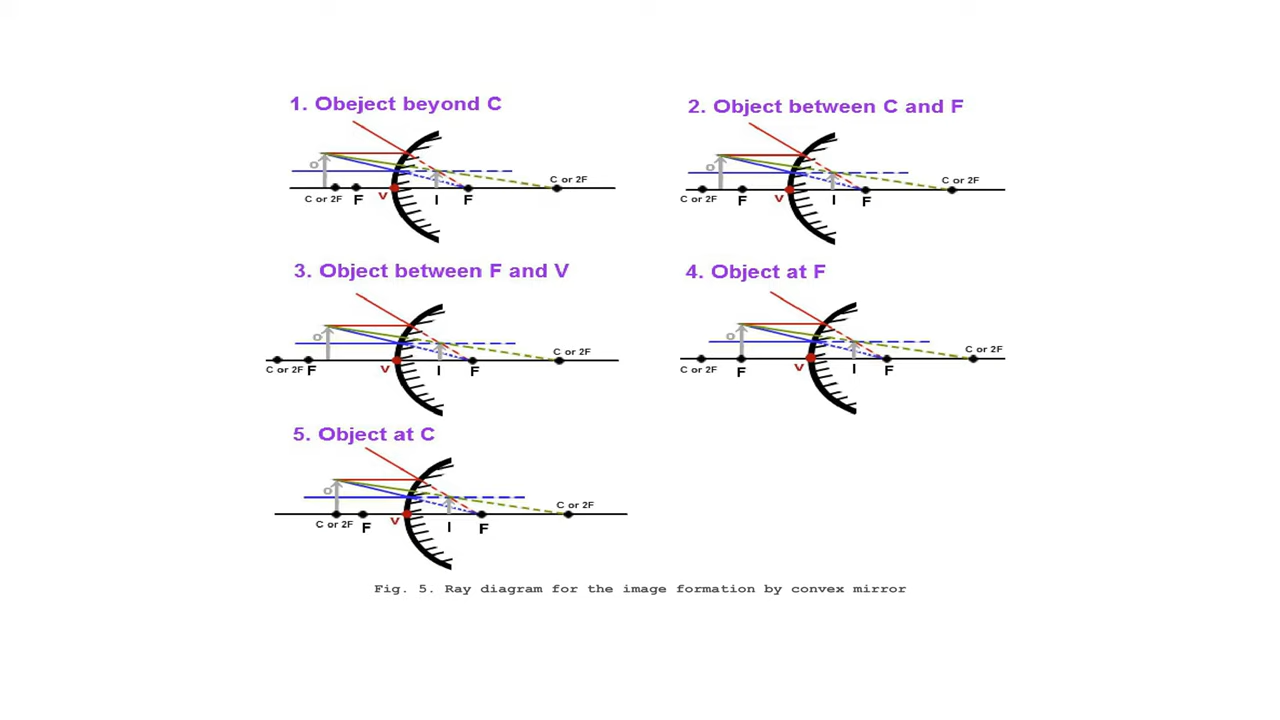 1. Obeject beyond C
O
C or 2F
F
V
I
F
C or 2F
2. Object between C and F
O
C or 2F
F
V
I
F
C or 2F
3. Object between F and V
O
C or 2F
F
V
I
F
C or 2F
4. Object at F
O
C or 2F
F
V
I
F
C or 2F
5. Object at C
O
C or 2F
F
V
I
F
C or 2F
Fig. 5. Ray diagram for the image formation by convex mirror